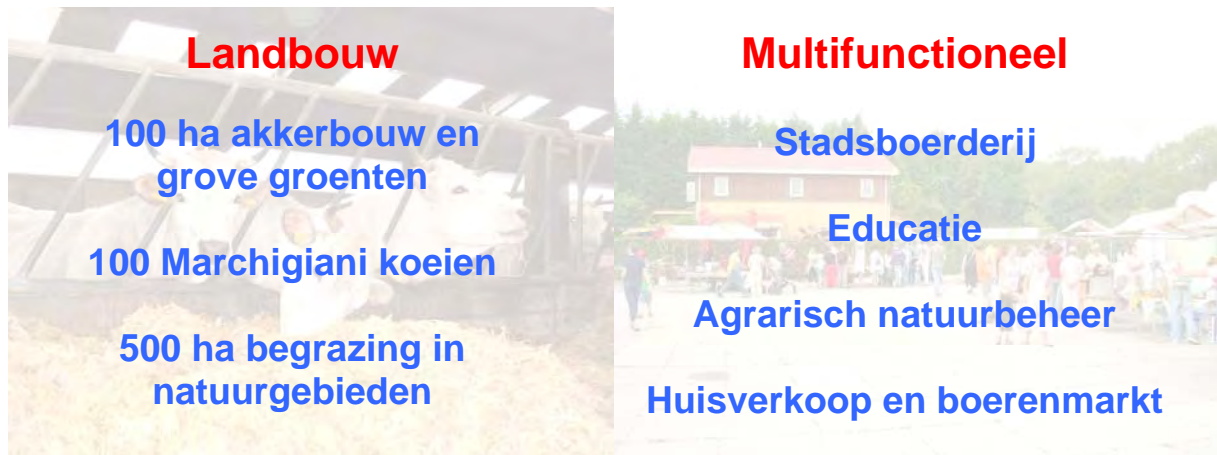 Landbouw
100 ha akkerbouw en
grove groenten
100 Marchigiani koeien
500 ha begrazing in
natuurgebieden
Multifunctioneel
Stadsboerderij
Educatie
Agrarisch natuurbeheer
Huisverkoop en boerenmarkt